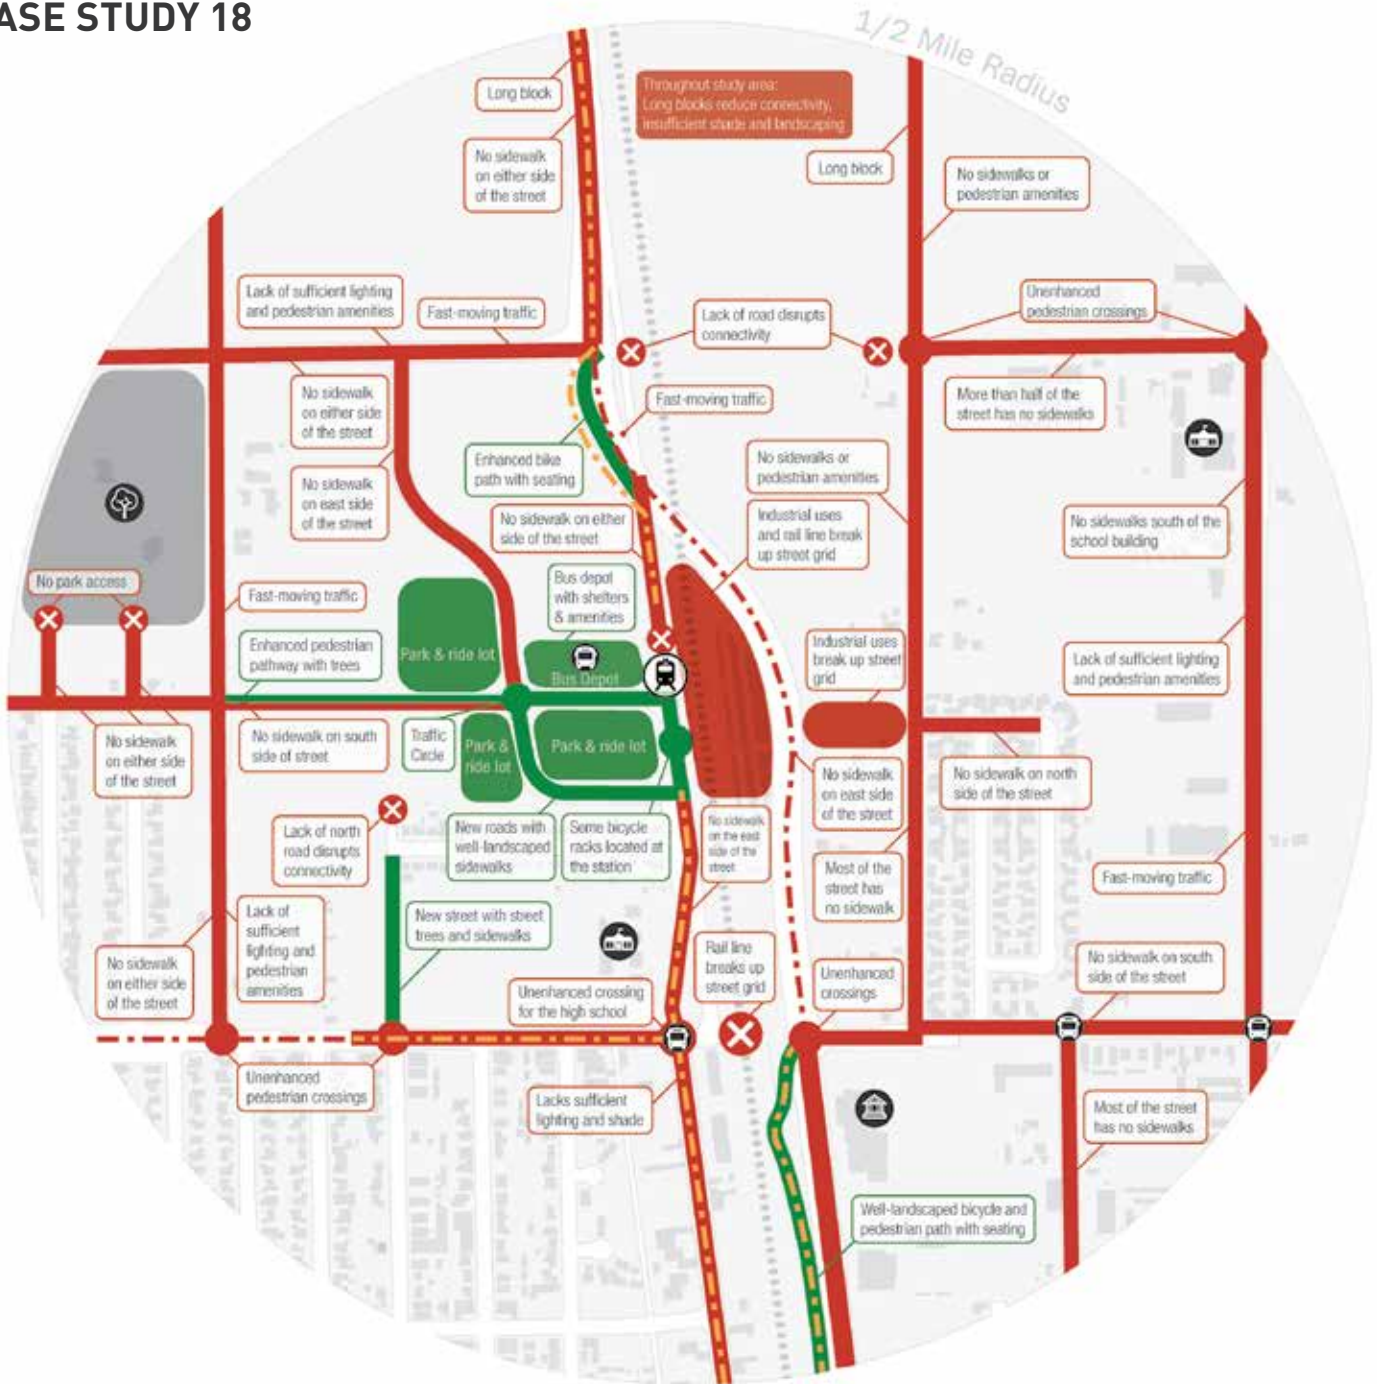 ASE STUDY 18
1/2 Mile Radius
Long block
Throughout study area:
Long blocks reduce connectivity,
insufficient shade and landscaping
No sidewalk
on either side
of the street
Long block
No sidewalks or
pedestrian amenities
Lack of sufficient lighting
and pedestrian amenities
Fast-moving traffic
Lack of road disrupts
connectivity
Unenhanced
pedestrian crossings
No sidewalk
on either side
of the street
Fast-moving traffic
More than half of the
street has no sidewalks
Enhanced bike
path with seating
No sidewalks or
pedestrian amenities
No sidewalk
on east side
of the street
No sidewalk on either
side of the street
Industrial uses
and rail line break
up street grid
No sidewalks south of the
school building
No park access
Fast-moving traffic
Bus depot
with shelters
& amenities
Enhanced pedestrian
pathway with trees
Park & ride lot
Bus Depot
Industrial uses
break up street
grid
Lack of sufficient lighting
and pedestrian amenities
No sidewalk
on either side
of the street
No sidewalk on south
side of street
Traffic
Circle
Park &
ride lot
Park & ride lot
No sidewalk
on east side
of the street
No sidewalk on north
side of the street
Lack of north
road disrupts
connectivity
New roads with
well-landscaped
sidewalks
Some bicycle
racks located at
the station
No sidewalk
on the east
side of the
street
Most of the
street has
no sidewalk
Fast-moving traffic
Lack of
sufficient
lighting and
pedestrian
amenities
New street with street
trees and sidewalks
No sidewalk
on either side
of the street
Rail line
breaks up
street grid
Unenhanced
crossings
No sidewalk on south
side of the street
Unenhanced crossing
for the high school
Unenhanced
pedestrian crossings
Lacks sufficient
lighting and shade
Most of the street
has no sidewalks
Well-landscaped bicycle and
pedestrian path with seating